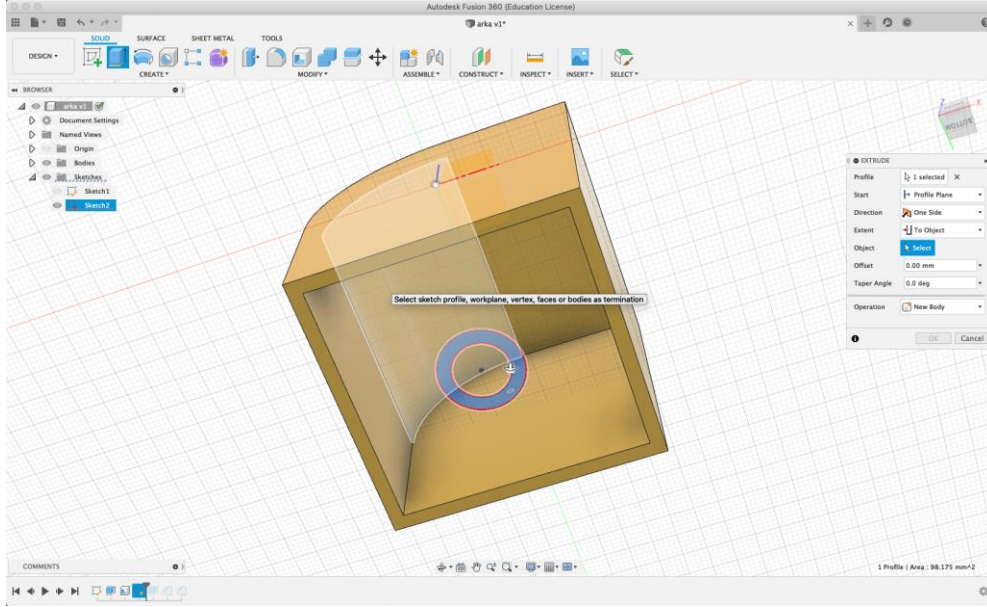 Autodesk Fusion 360 (Education License)
arka v1*
SOLID SURFACE SHEET METAL TOOLS
DESIGN
CREATE MODIFY ASSEMBLE CONSTRUCT INSPECT INSERT SELECT
BROWSER
arka v1
Document Settings
Named Views
Origin
Bodies
Sketches
Sketch1
Sketch2
Select sketch profile, workplane, vertex, faces or bodies as termination
Z X
BOTTOM
EXTRUDE
Profile 1 selected
Start Profile Plane
Direction One Side
Extent To Object
Object Select
Offset 0.00 mm
Taper Angle 0.0 deg
Operation New Body
OK Cancel
COMMENTS
1 Profile | Area : 98.175 mm^2